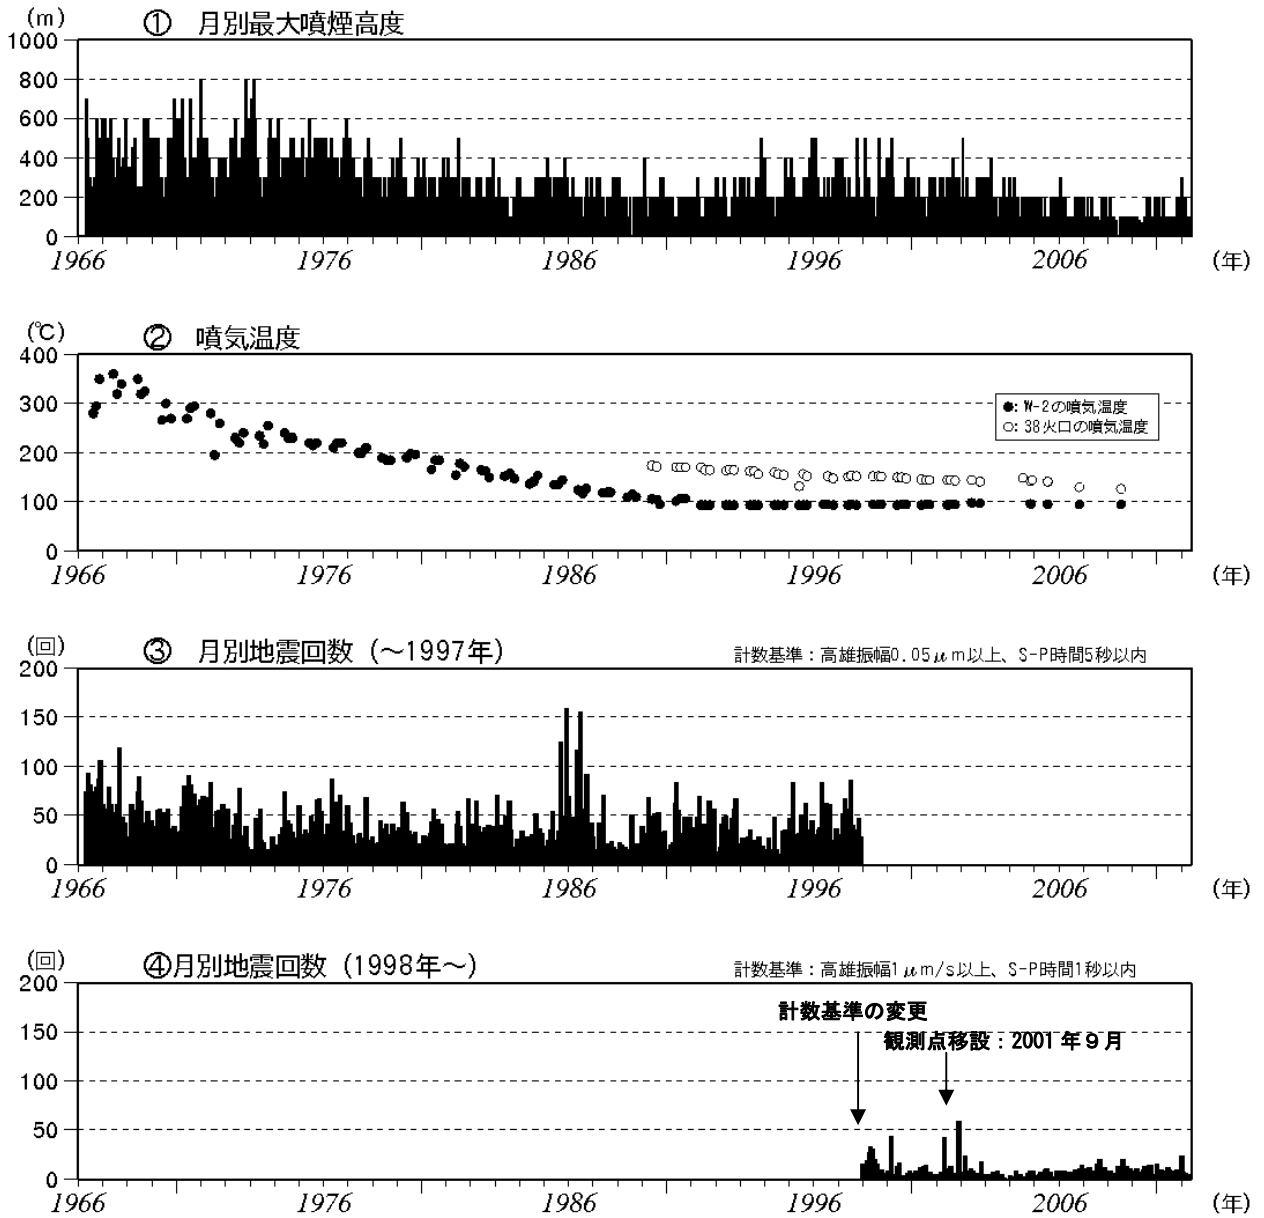 (m)
① 月別最大噴煙高度
1000
800
600
400
200
0
1966 1976 1986 1996 2006 (年)
(℃)
② 噴気温度
400
300
200
100
0
●: W-2の噴気温度
○: 38火口の噴気温度
1966 1976 1986 1996 2006 (年)
(回)
③ 月別地震回数 (～1997年)
計数基準：高雄振幅0.05μm以上、S-P時間5秒以内
200
150
100
50
0
1966 1976 1986 1996 2006 (年)
(回)
④月別地震回数 (1998年～)
計数基準：高雄振幅1μm/s以上、S-P時間1秒以内
200
計数基準の変更
150
観測点移設：2001年９月
100
50
0
1966 1976 1986 1996 2006 (年)